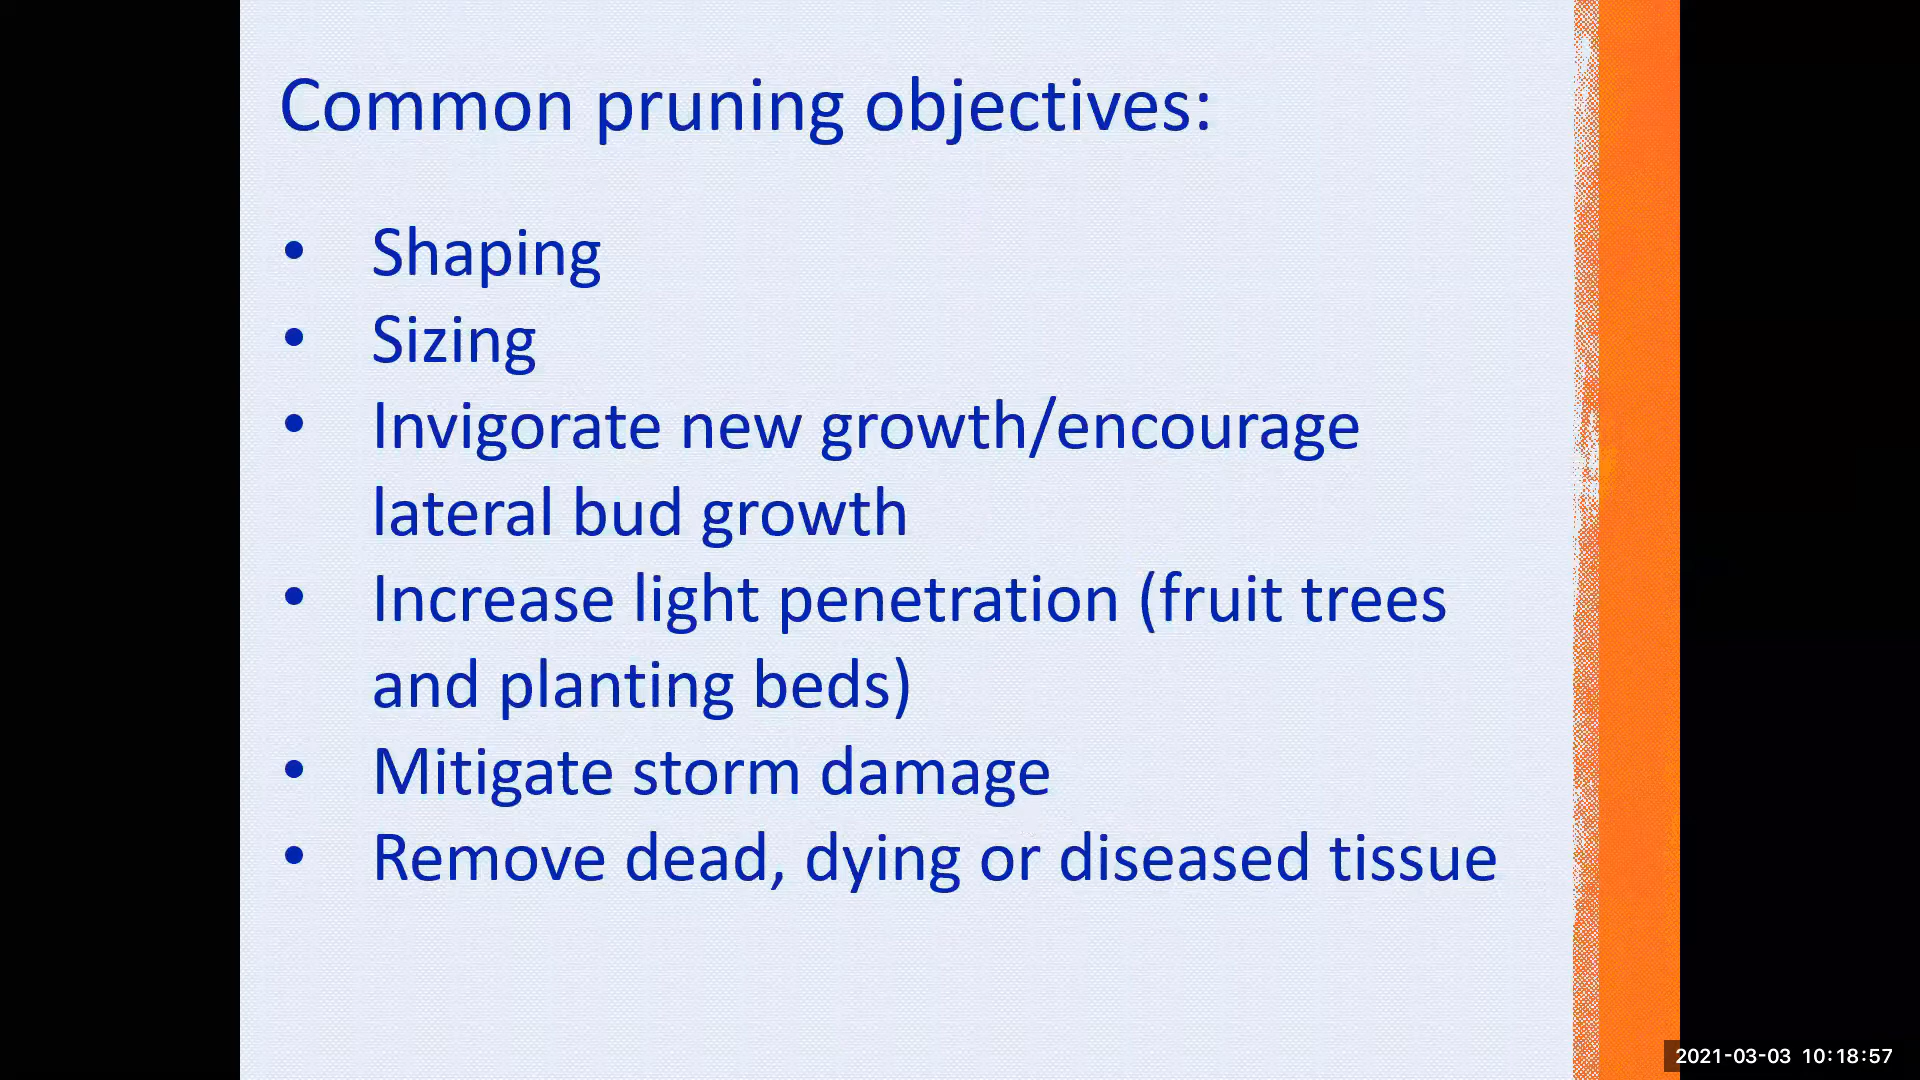 Common pruning objectives:
• Shaping
• Sizing
• Invigorate new growth/encourage
lateral bud growth
• Increase light penetration (fruit trees
and planting beds)
• Mitigate storm damage
• Remove dead, dying or diseased tissue
2021-03-03 10:18:57